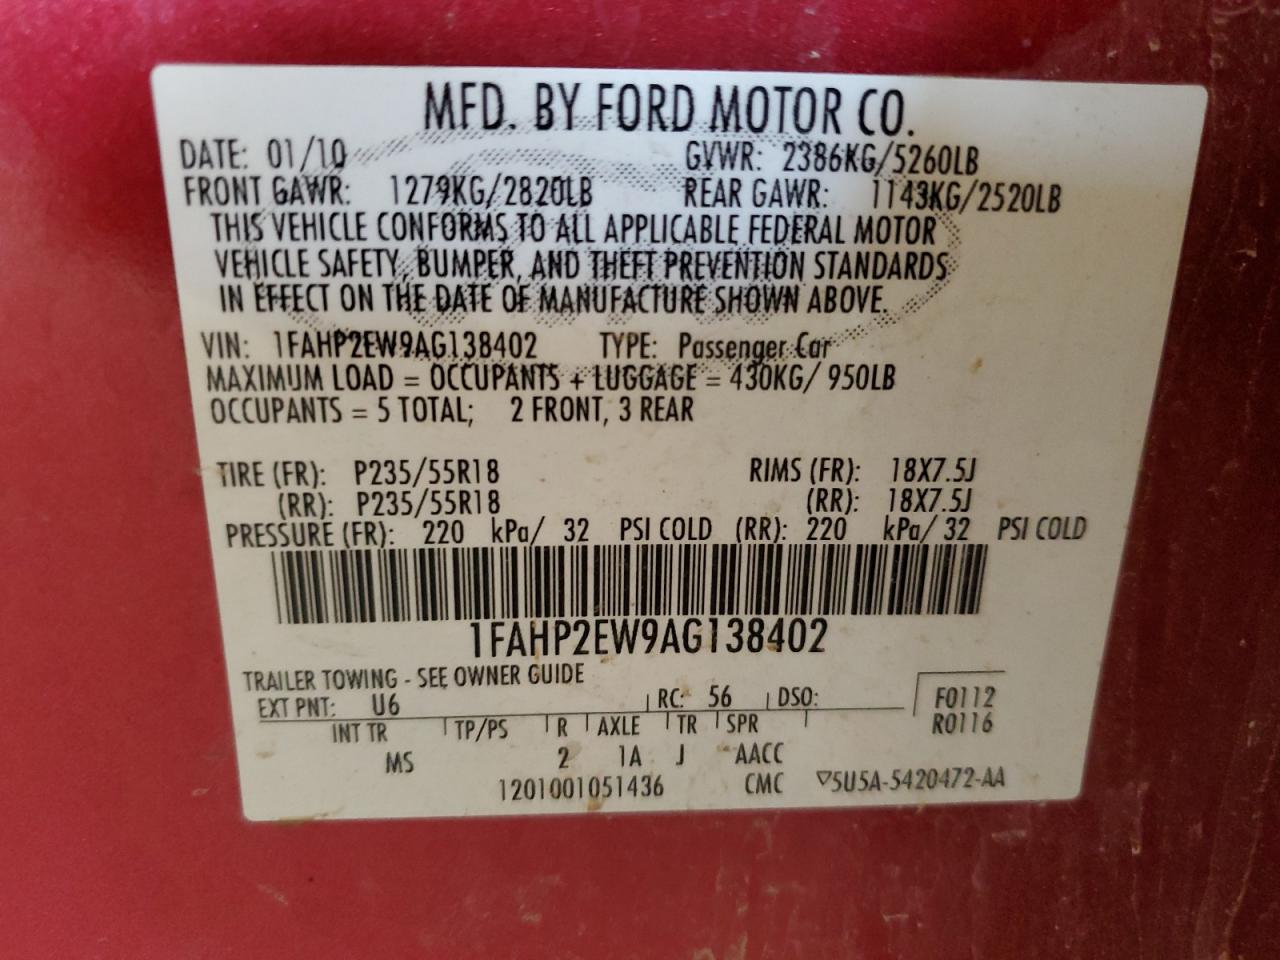 MFD. BY FORD MOTOR CO.
DATE: 01/10 GVWR: 2386KG/5260LB
FRONT GAWR: 1279KG/2820LB REAR GAWR: 1143KG/2520LB
THIS VEHICLE CONFORMS TO ALL APPLICABLE FEDERAL MOTOR
VEHICLE SAFETY, BUMPER, AND THEFT PREVENTION STANDARDS
IN EFFECT ON THE DATE OF MANUFACTURE SHOWN ABOVE.
VIN: 1FAHP2EW9AG138402 TYPE: Passenger Car
MAXIMUM LOAD = OCCUPANTS + LUGGAGE = 430KG/ 950LB
OCCUPANTS = 5 TOTAL; 2 FRONT, 3 REAR
TIRE (FR): P235/55R18 RIMS (FR): 18X7.5J
(RR): P235/55R18 (RR): 18X7.5J
PRESSURE (FR): 220 kPa/ 32 PSI COLD (RR): 220 kPa/ 32 PSI COLD
1FAHP2EW9AG138402
TRAILER TOWING - SEE OWNER GUIDE
EXT PNT: U6 RC: 56 DSO: F0112
INT TR TP/PS R AXLE TR SPR R0116
MS 2 1A J AACC
1201001051436 CMC ▽5U5A-5420472-AA